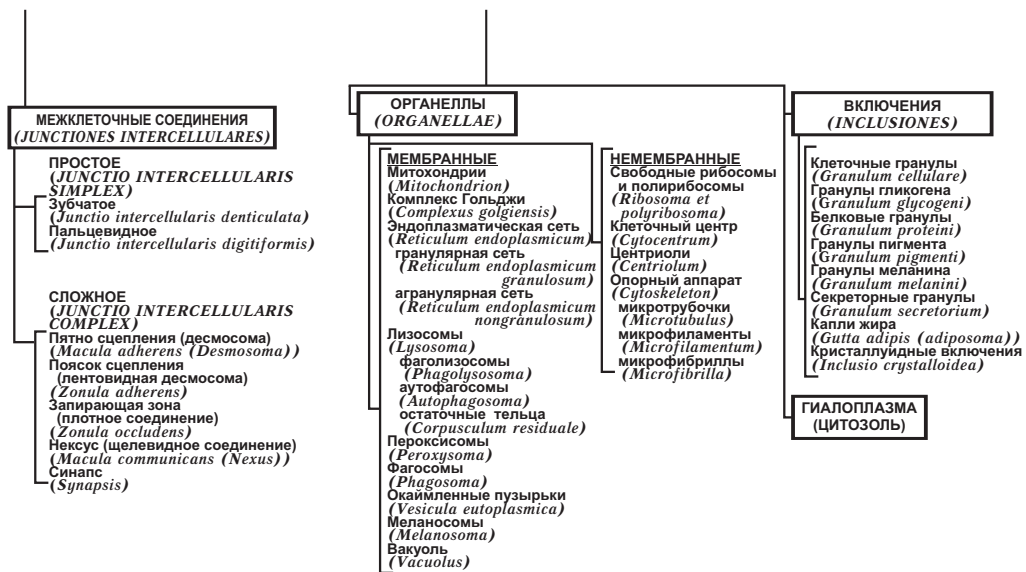 МЕЖКЛЕТОЧНЫЕ СОЕДИНЕНИЯ
(JUNCTIONES INTERCELLULARES)
ПРОСТОЕ
(JUNCTIO INTERCELLULARIS
SIMPLEX)
Зубчатое
(Junctio intercellularis denticulata)
Пальцевидное
(Junctio intercellularis digitiformis)
СЛОЖНОЕ
(JUNCTIO INTERCELLULARIS
COMPLEX)
Пятно сцепления (десмосома)
(Macula adherens (Desmosoma))
Поясок сцепления
(лентовидная десмосома)
(Zonula adherens)
Запирающая зона
(плотное соединение)
(Zonula occludens)
Нексус (щелевидное соединение)
(Macula communicans (Nexus))
Синапс
(Synapsis)
ОРГАНЕЛЛЫ
(ORGANELLAE)
МЕМБРАННЫЕ
Митохондрии
(Mitochondrion)
Комплекс Гольджи
(Complexus golgiensis)
Эндоплазматическая сеть
(Reticulum endoplasmicum)
гранулярная сеть
(Reticulum endoplasmicum
granulosum)
агранулярная сеть
(Reticulum endoplasmicum
nongranulosum)
Лизосомы
(Lysosoma)
фаголизосомы
(Phagolysosoma)
аутофагосомы
(Autophagosoma)
остаточные тельца
(Corpusculum residuale)
Пероксисомы
(Peroxysoma)
Фагосомы
(Phagosoma)
Окаймленные пузырьки
(Vesicula eutoplasmica)
Меланосомы
(Melanosoma)
Вакуоль
(Vacuolus)
НЕМЕМБРАННЫЕ
Свободные рибосомы
и полирибосомы
(Ribosoma et
polyribosoma)
Клеточный центр
(Cytocentrum)
Центриоли
(Centriolum)
Опорный аппарат
(Cytoskeleton)
микротрубочки
(Microtubulus)
микрофиламенты
(Microfilamentum)
микрофибриллы
(Microfibrilla)
ВКЛЮЧЕНИЯ
(INCLUSIONES)
Клеточные гранулы
(Granulum cellulare)
Гранулы гликогена
(Granulum glycogeni)
Белковые гранулы
(Granulum proteini)
Гранулы пигмента
(Granulum pigmenti)
Гранулы меланина
(Granulum melanini)
Секреторные гранулы
(Granulum secretorium)
Капли жира
(Gutta adipis (adiposoma))
Кристаллуидные включения
(Inclusio crystalloidea)
ГИАЛОПЛАЗМА
(ЦИТОЗОЛЬ)